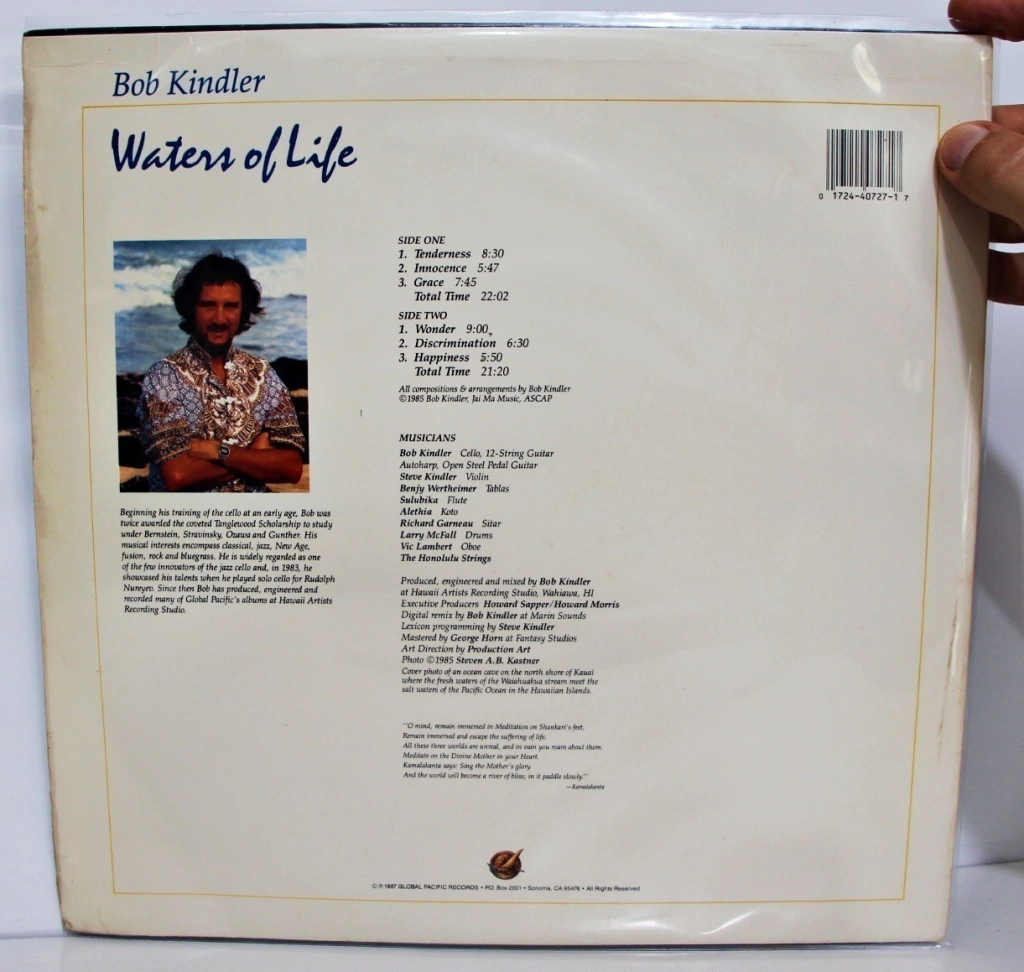 Bob Kindler
Waters of Life
0 1724-40727-1 7
SIDE ONE
1. Tenderness 8:30
2. Innocence 5:47
3. Grace 7:45
Total Time 22:02
SIDE TWO
1. Wonder 9:00
2. Discrimination 6:30
3. Happiness 5:50
Total Time 21:20
All compositions & arrangements by Bob Kindler
©1985 Bob Kindler, Jai Ma Music, ASCAP
MUSICIANS
Bob Kindler Cello, 12-String Guitar
Autoharp, Open Steel Pedal Guitar
Steve Kindler Violin
Benjy Wertheimer Tablas
Sulubika Flute
Alethia Koto
Richard Garneau Sitar
Larry McFall Drums
Vic Lambert Oboe
The Honolulu Strings
Beginning his training of the cello at an early age, Bob was
twice awarded the coveted Tanglewood Scholarship to study
under Bernstein, Stravinsky, Ozawa and Gunther. His
musical interests encompass classical, jazz, New Age,
fusion, rock and bluegrass. He is widely regarded as one
of the few innovators of the jazz cello and, in 1983, he
showcased his talents when he played solo cello for Rudolph
Nureyev. Since then Bob has produced, engineered and
recorded many of Global Pacific's albums at Hawaii Artists
Recording Studio.
Produced, engineered and mixed by Bob Kindler
at Hawaii Artists Recording Studio, Wahiawa, HI
Executive Producers Howard Sapper/Howard Morris
Digital remix by Bob Kindler at Marin Sounds
Lexicon programming by Steve Kindler
Mastered by George Horn at Fantasy Studios
Art Direction by Production Art
Photo ©1985 Steven A.B. Kastner
Cover photo of an ocean cave on the north shore of Kauai
where the fresh waters of the Waiahuakua stream meet the
salt waters of the Pacific Ocean in the Hawaiian Islands.
"O mind, remain immersed in Meditation on Shankari's feet,
Remain immersed and escape the suffering of life.
All these three worlds are unreal, and in vain you roam about them.
Meditate on the Divine Mother in your Heart.
Kamalakanta says: Sing the Mother's glory
And the world will become a river of bliss; in it paddle slowly."
—Kamalakanta
© ℗ 1987 GLOBAL PACIFIC RECORDS • P.O. Box 2001 • Sonoma, CA 95476 • All Rights Reserved